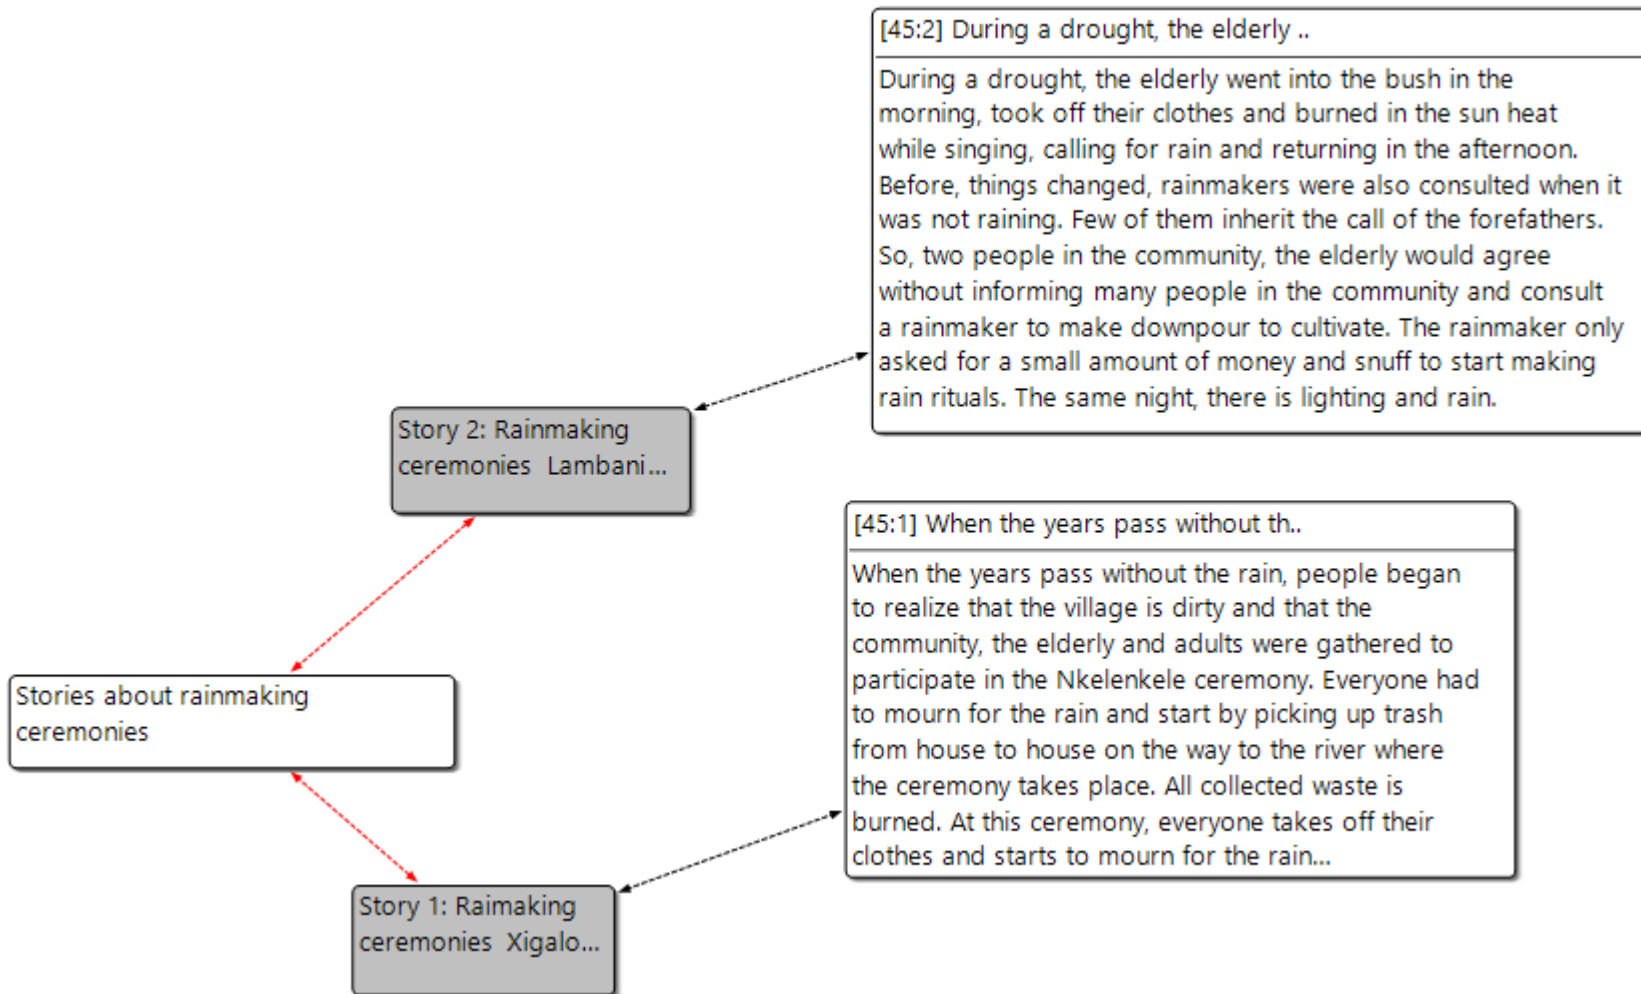 [45:2] During a drought, the elderly ..
During a drought, the elderly went into the bush in the
morning, took off their clothes and burned in the sun heat
while singing, calling for rain and returning in the afternoon.
Before, things changed, rainmakers were also consulted when it
was not raining. Few of them inherit the call of the forefathers.
So, two people in the community, the elderly would agree
without informing many people in the community and consult
a rainmaker to make downpour to cultivate. The rainmaker only
asked for a small amount of money and snuff to start making
rain rituals. The same night, there is lighting and rain.
Story 2: Rainmaking
ceremonies  Lambani...
[45:1] When the years pass without th..
When the years pass without the rain, people began
to realize that the village is dirty and that the
community, the elderly and adults were gathered to
participate in the Nkelenkele ceremony. Everyone had
to mourn for the rain and start by picking up trash
from house to house on the way to the river where
the ceremony takes place. All collected waste is
burned. At this ceremony, everyone takes off their
clothes and starts to mourn for the rain...
Stories about rainmaking
ceremonies
Story 1: Raimaking
ceremonies  Xigalo...